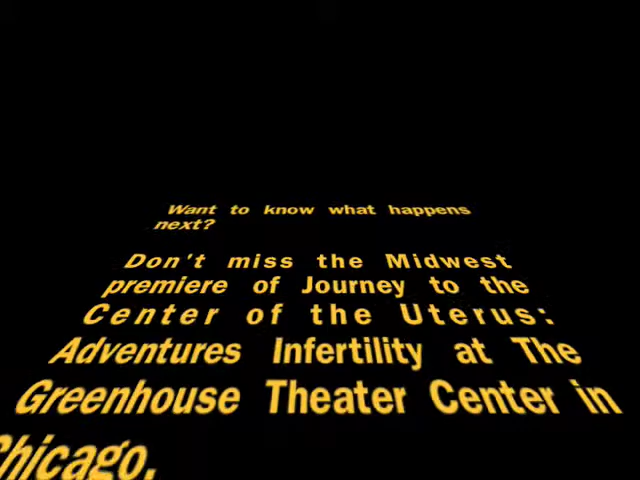 Want to know what happens
next?
Don't miss the Midwest
premiere of Journey to the
Center of the Uterus:
Adventures Infertility at The
Greenhouse Theater Center in
Chicago.